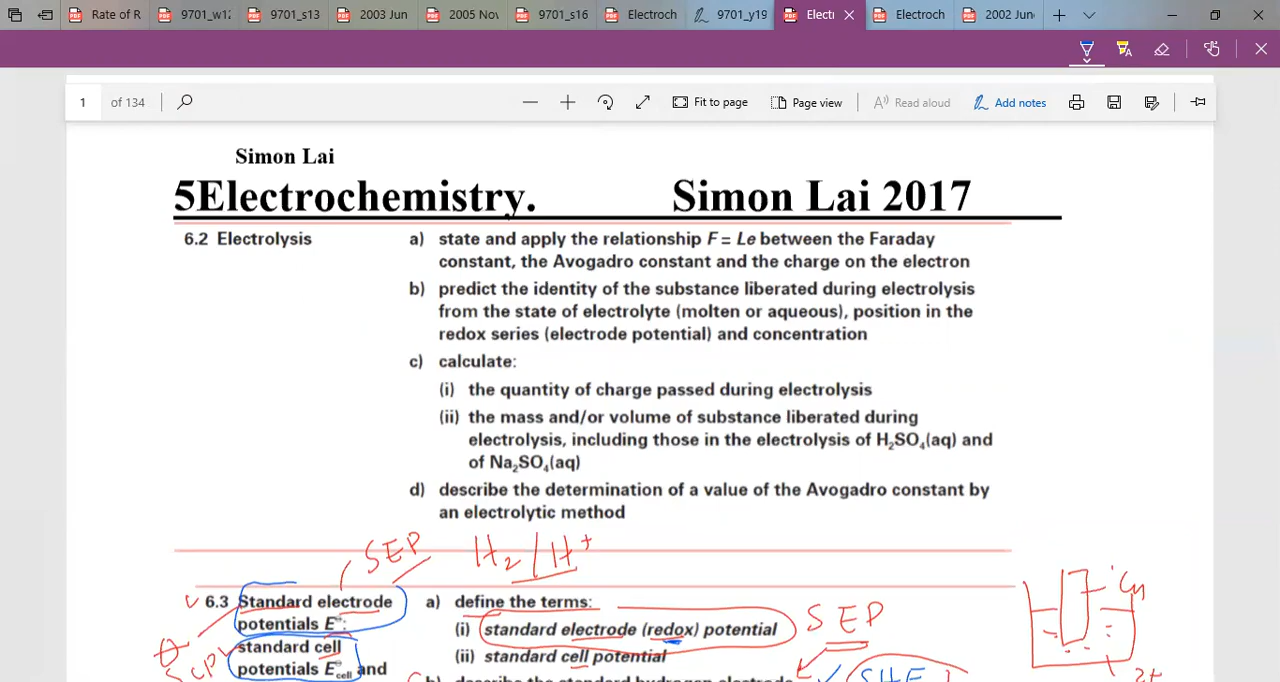 Rate of R 9701_w12 9701_s13 2003 Jun 2005 Nov 9701_s16 Electroch 9701_y19 Electr Electroch 2002 Jun
1 of 134 Fit to page Page view Read aloud Add notes
Simon Lai
5Electrochemistry. Simon Lai 2017
6.2 Electrolysis
a) state and apply the relationship F = Le between the Faraday
constant, the Avogadro constant and the charge on the electron
b) predict the identity of the substance liberated during electrolysis
from the state of electrolyte (molten or aqueous), position in the
redox series (electrode potential) and concentration
c) calculate:
(i) the quantity of charge passed during electrolysis
(ii) the mass and/or volume of substance liberated during
electrolysis, including those in the electrolysis of H₂SO₄(aq) and
of Na₂SO₄(aq)
d) describe the determination of a value of the Avogadro constant by
an electrolytic method
SEP H₂/H⁺
6.3 Standard electrode
potentials E⦵;
standard cell
potentials E⦵cell and
a) define the terms:
(i) standard electrode (redox) potential
(ii) standard cell potential
SEP
SCP
SHE
Cu
2+